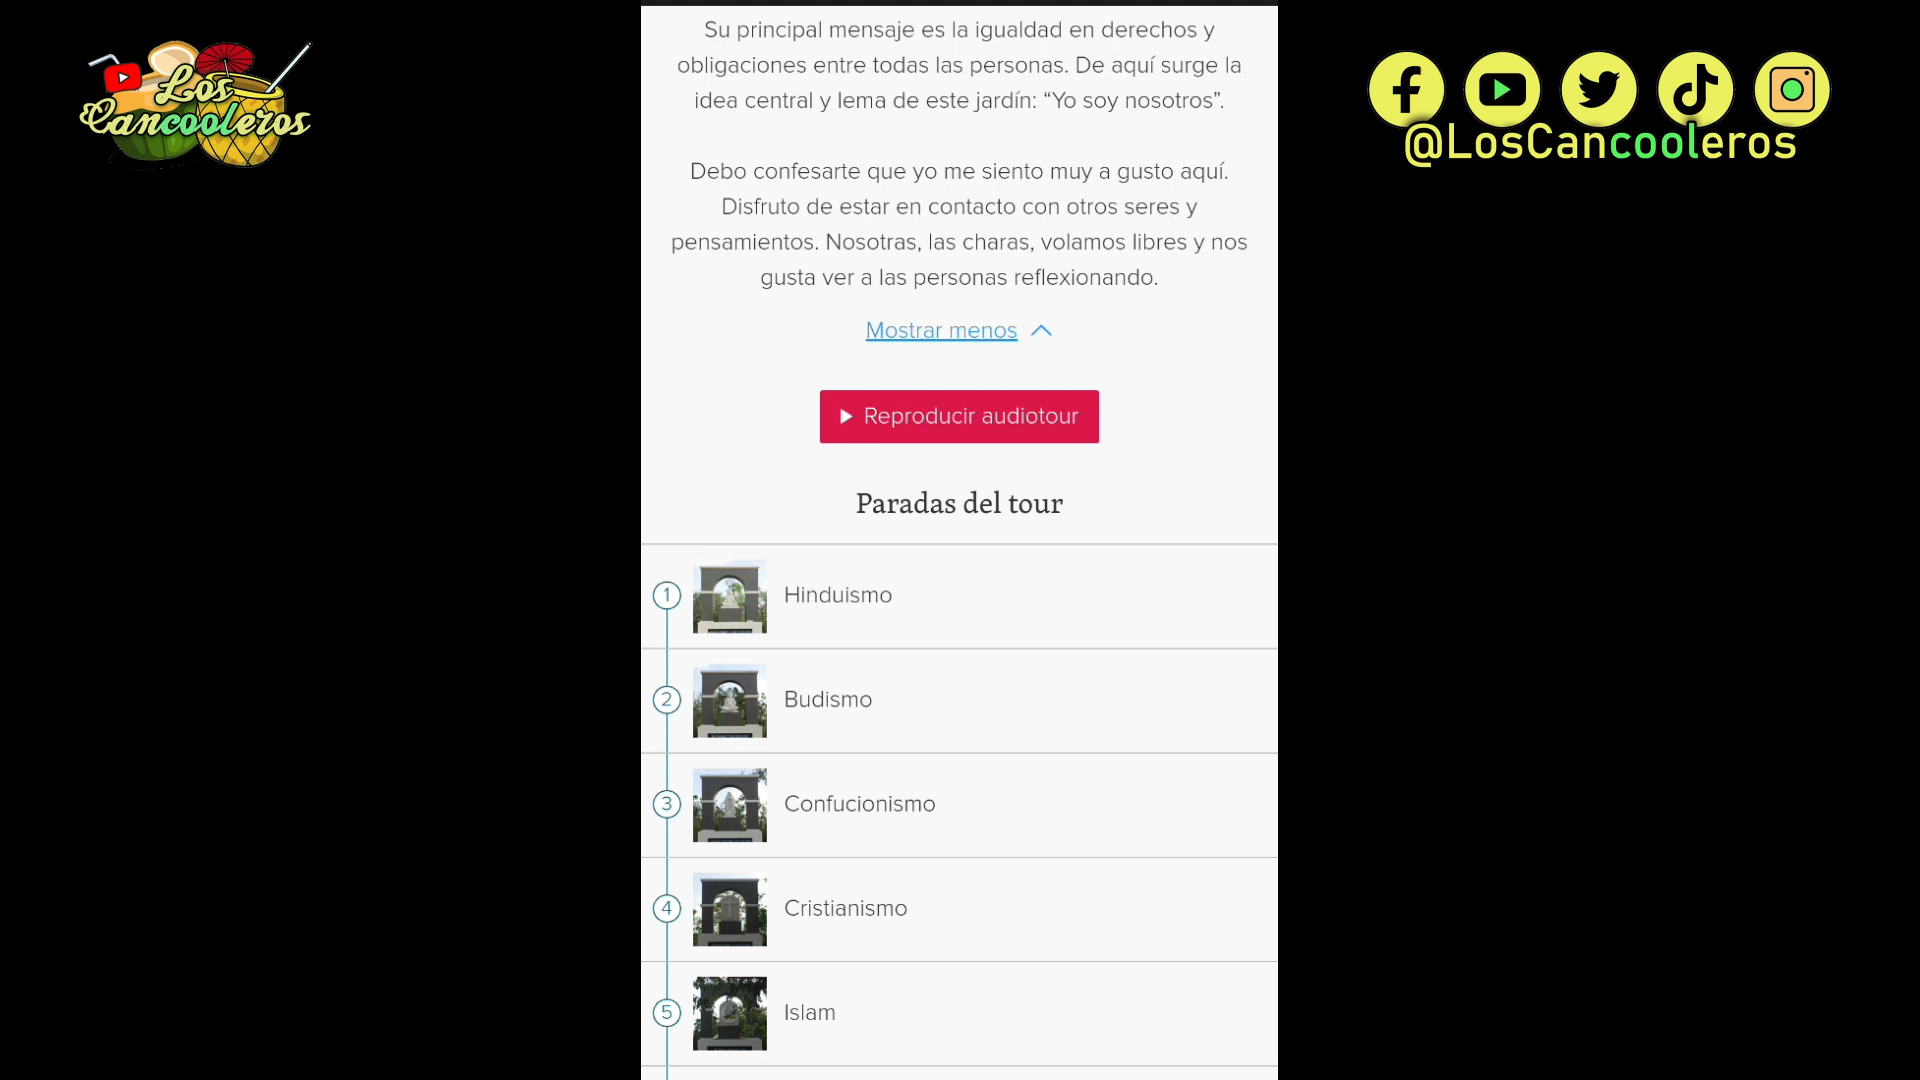 Los
Cancooleros
@LosCancooleros
Su principal mensaje es la igualdad en derechos y
obligaciones entre todas las personas. De aquí surge la
idea central y lema de este jardín: “Yo soy nosotros”.
Debo confesarte que yo me siento muy a gusto aquí.
Disfruto de estar en contacto con otros seres y
pensamientos. Nosotras, las charas, volamos libres y nos
gusta ver a las personas reflexionando.
Mostrar menos
Reproducir audiotour
Paradas del tour
1 Hinduismo
2 Budismo
3 Confucionismo
4 Cristianismo
5 Islam